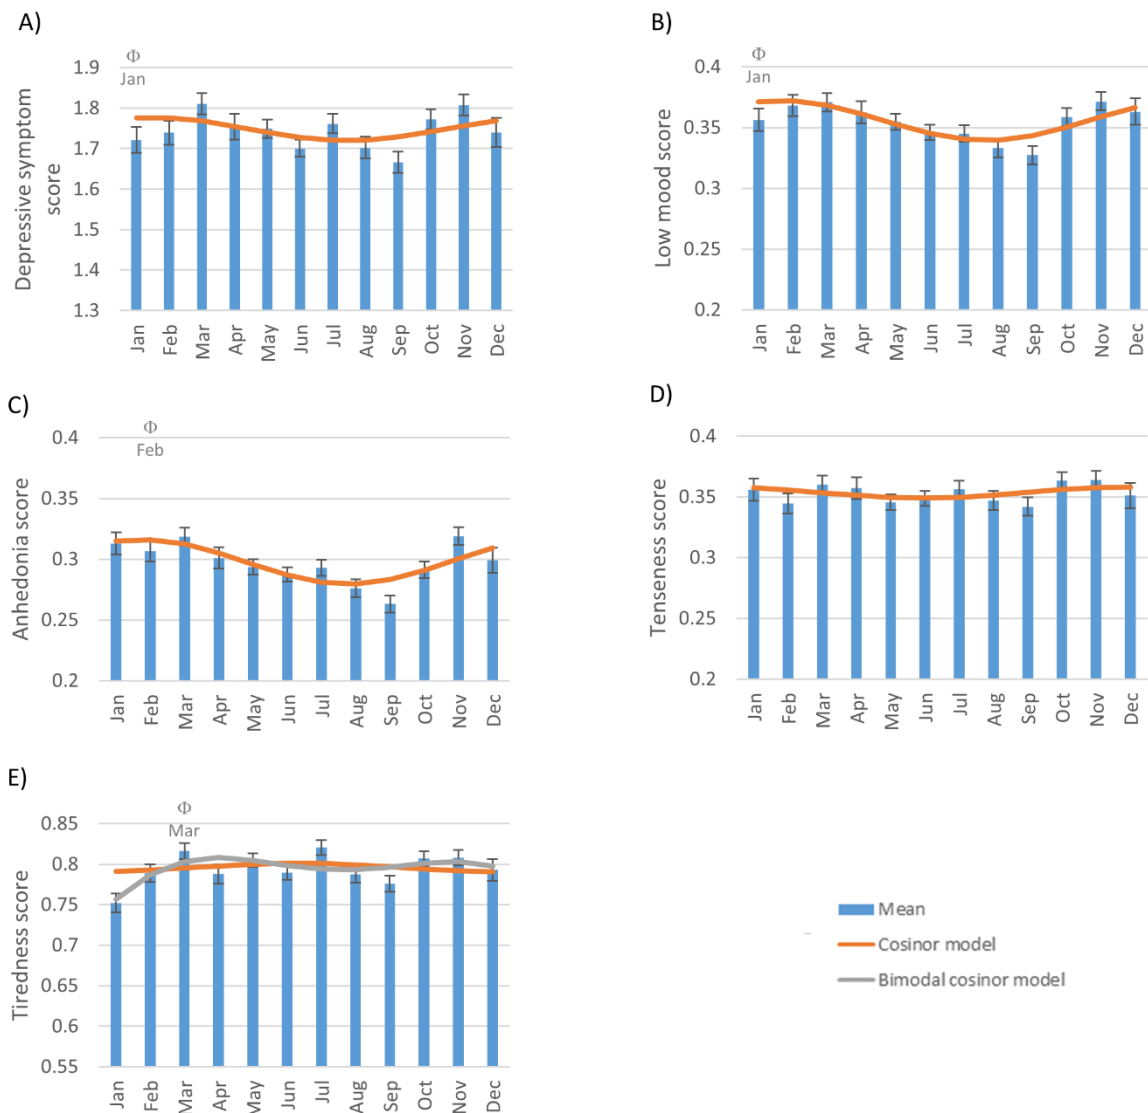 A)
Φ
Jan
1.9
1.8
1.7
1.6
1.5
1.4
1.3
Depressive symptom
score
Jan Feb Mar Apr May Jun Jul Aug Sep Oct Nov Dec
B)
Φ
Jan
0.4
0.35
0.3
0.25
0.2
Low mood score
Jan Feb Mar Apr May Jun Jul Aug Sep Oct Nov Dec
C)
Φ
Feb
0.4
0.35
0.3
0.25
0.2
Anhedonia score
Jan Feb Mar Apr May Jun Jul Aug Sep Oct Nov Dec
D)
0.4
0.35
0.3
0.25
0.2
Tenseness score
Jan Feb Mar Apr May Jun Jul Aug Sep Oct Nov Dec
E)
Φ
Mar
0.85
0.8
0.75
0.7
0.65
0.6
0.55
Tiredness score
Jan Feb Mar Apr May Jun Jul Aug Sep Oct Nov Dec
Mean
Cosinor model
Bimodal cosinor model